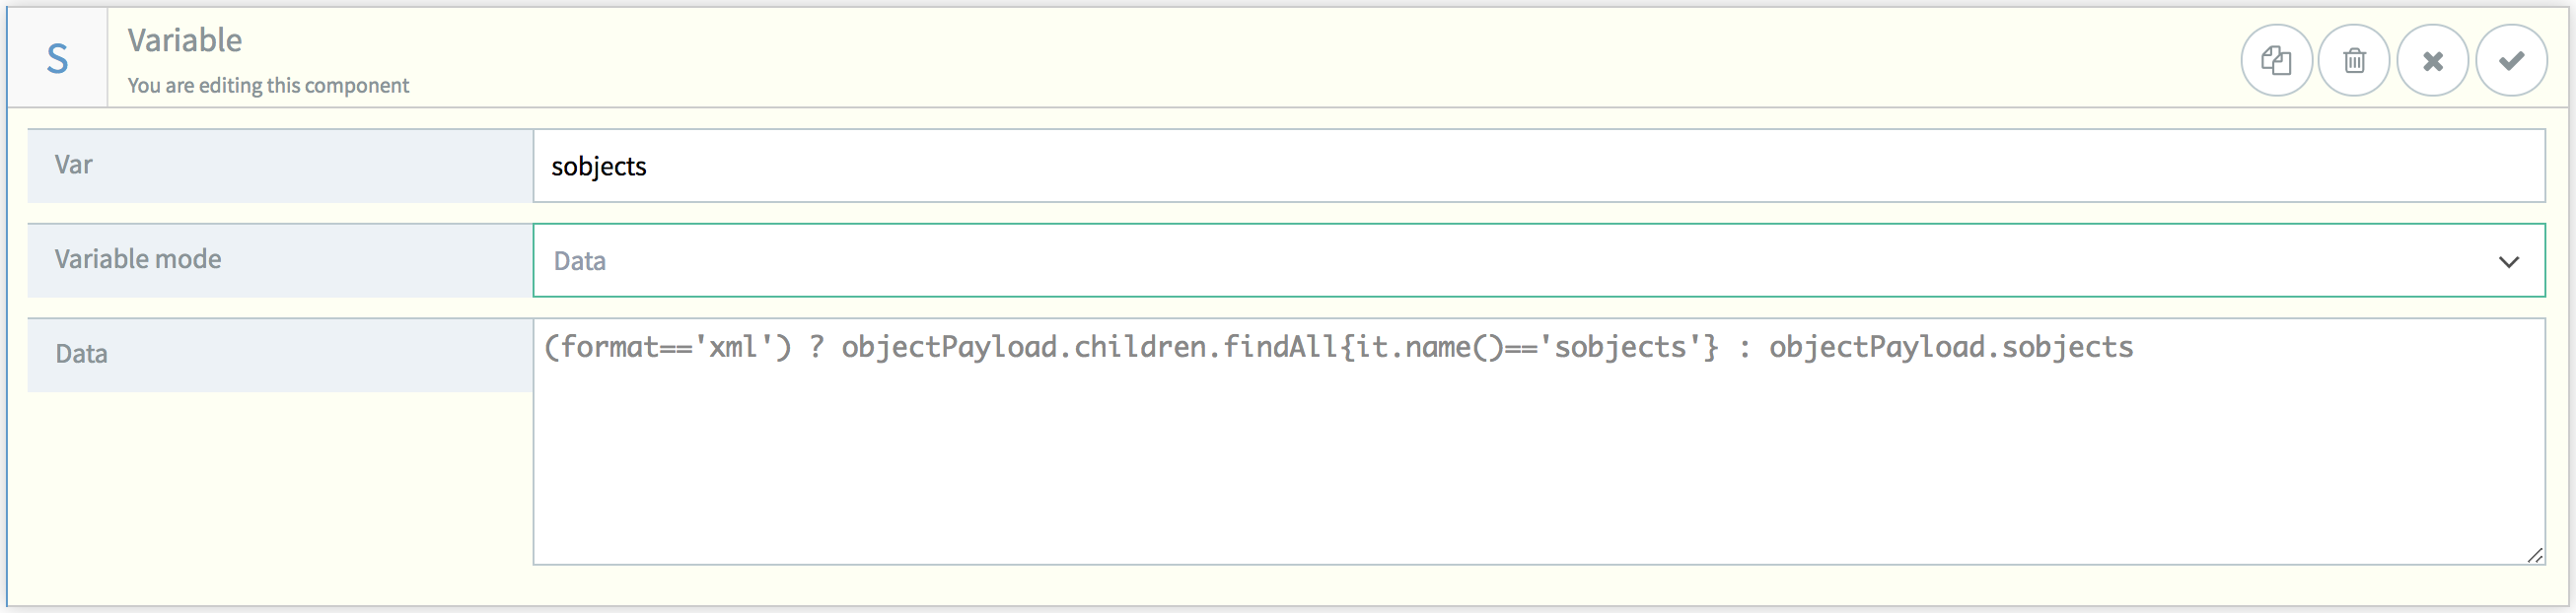 S
Variable
You are editing this component
Var
sobjects
Variable mode
Data
Data
(format=='xml') ? objectPayload.children.findAll{it.name()=='sobjects'} : objectPayload.sobjects